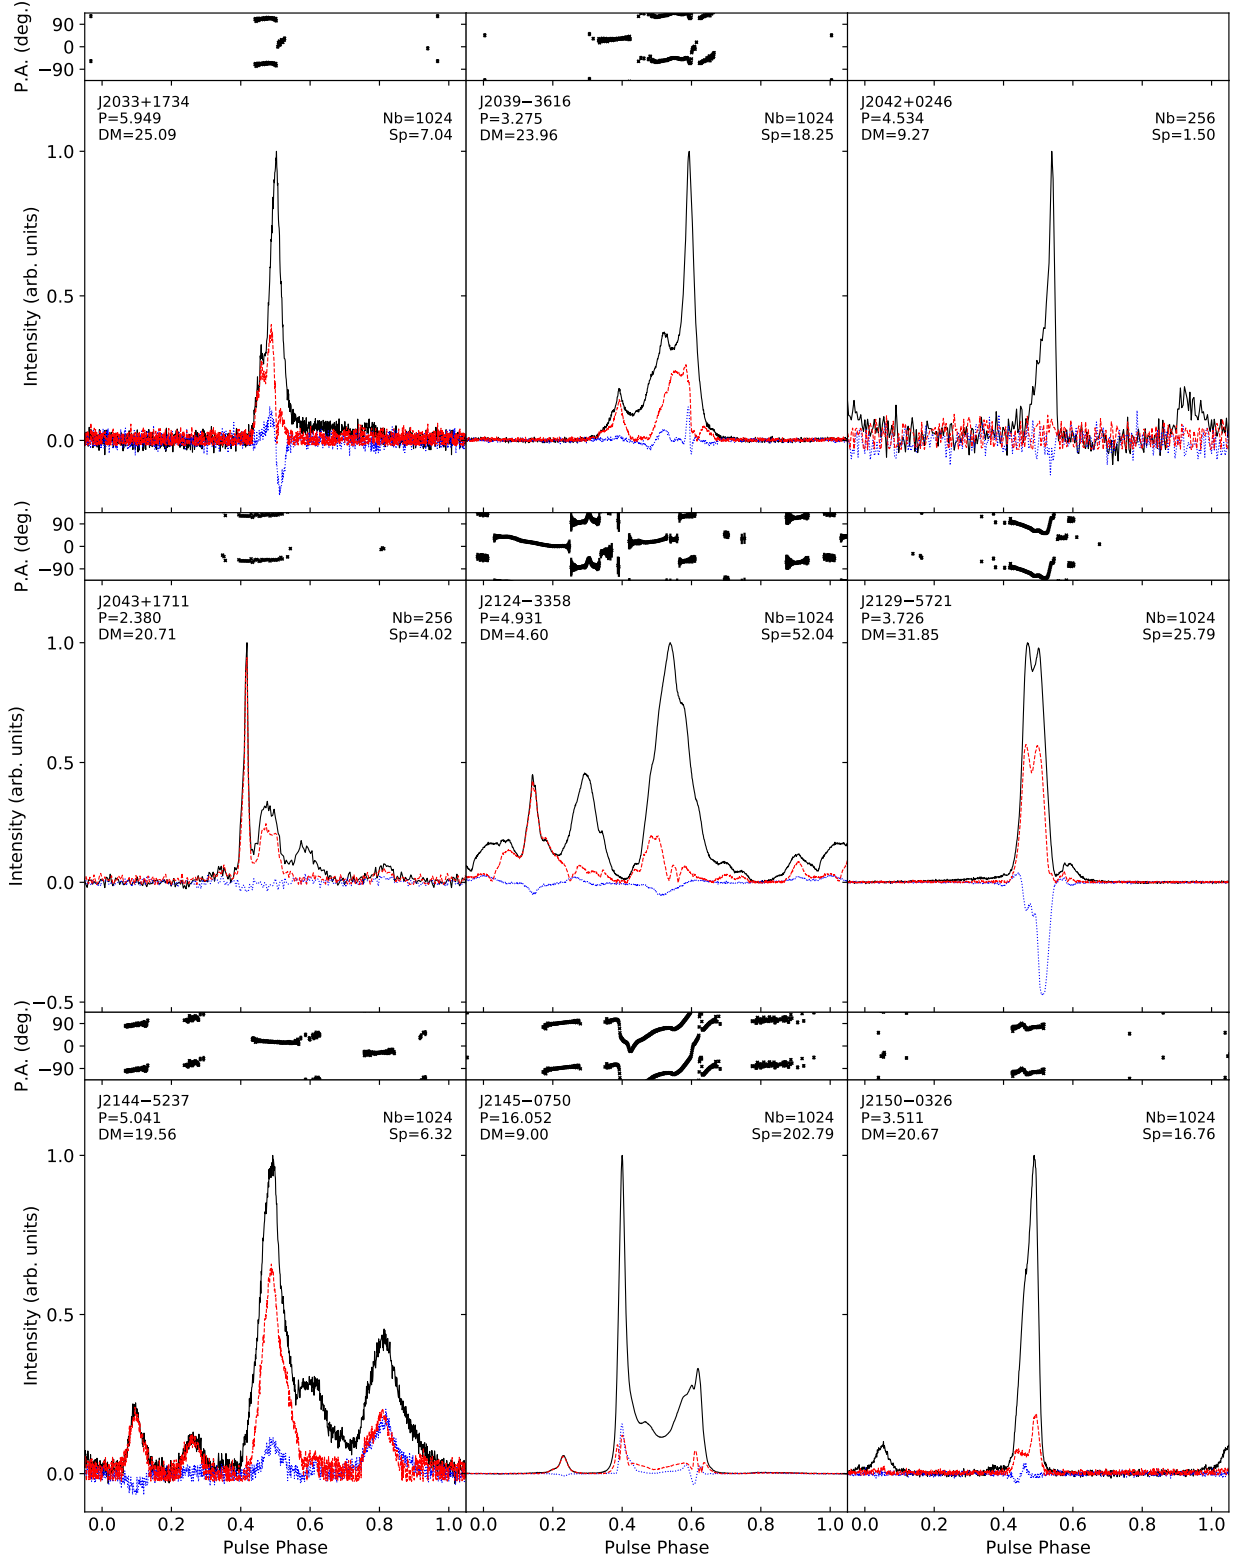 P.A. (deg.)
90
0
−90
J2033+1734
P=5.949
DM=25.09
Nb=1024
Sp=7.04
J2039−3616
P=3.275
DM=23.96
Nb=1024
Sp=18.25
J2042+0246
P=4.534
DM=9.27
Nb=256
Sp=1.50
Intensity (arb. units)
1.0
0.5
0.0
P.A. (deg.)
90
0
−90
J2043+1711
P=2.380
DM=20.71
Nb=256
Sp=4.02
J2124−3358
P=4.931
DM=4.60
Nb=1024
Sp=52.04
J2129−5721
P=3.726
DM=31.85
Nb=1024
Sp=25.79
Intensity (arb. units)
1.0
0.5
0.0
−0.5
P.A. (deg.)
90
0
−90
J2144−5237
P=5.041
DM=19.56
Nb=1024
Sp=6.32
J2145−0750
P=16.052
DM=9.00
Nb=1024
Sp=202.79
J2150−0326
P=3.511
DM=20.67
Nb=1024
Sp=16.76
Intensity (arb. units)
1.0
0.5
0.0
0.0 0.2 0.4 0.6 0.8 1.0
0.0 0.2 0.4 0.6 0.8 1.0
0.0 0.2 0.4 0.6 0.8 1.0
Pulse Phase
Pulse Phase
Pulse Phase